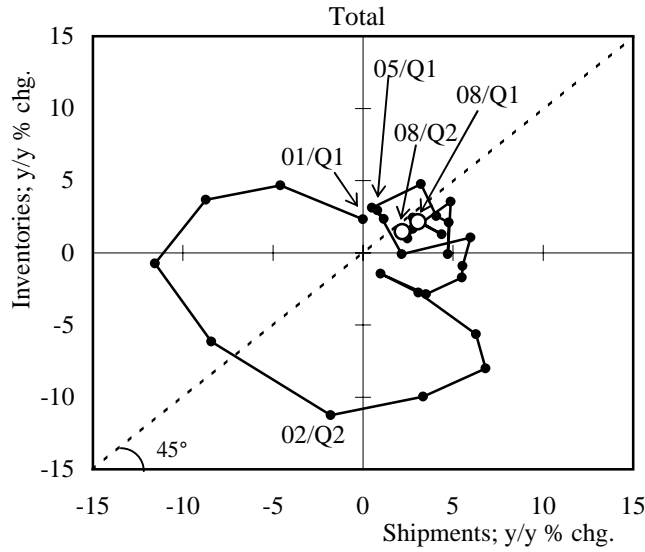 Total
Inventories; y/y % chg.
15
10
5
0
-5
-10
-15
05/Q1
08/Q1
08/Q2
01/Q1
02/Q2
45°
-15
-10
-5
0
5
10
15
Shipments; y/y % chg.